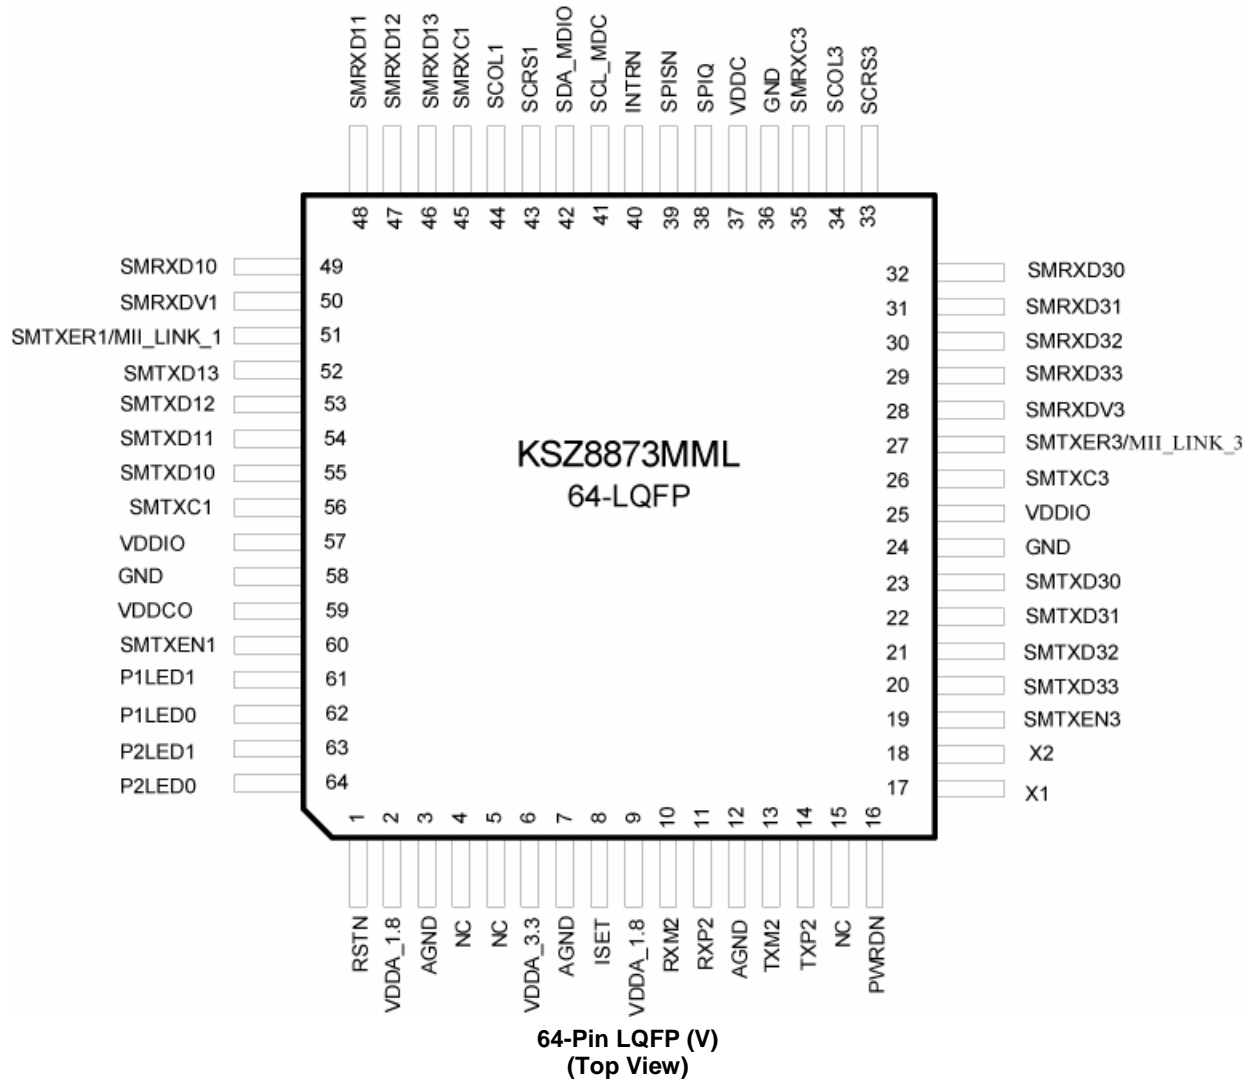 SMRXD11
SMRXD12
SMRXD13
SMRXC1
SCOL1
SCRS1
SDA_MDIO
SCL_MDC
INTRN
SPISN
SPIQ
VDDC
GND
SMRXC3
SCOL3
SCRS3
48
47
46
45
44
43
42
41
40
39
38
37
36
35
34
33
SMRXD10 49
SMRXDV1 50
SMTXER1/MII_LINK_1 51
SMTXD13 52
SMTXD12 53
SMTXD11 54
SMTXD10 55
SMTXC1 56
VDDIO 57
GND 58
VDDCO 59
SMTXEN1 60
P1LED1 61
P1LED0 62
P2LED1 63
P2LED0 64
KSZ8873MML
64-LQFP
32 SMRXD30
31 SMRXD31
30 SMRXD32
29 SMRXD33
28 SMRXDV3
27 SMTXER3/MII_LINK_3
26 SMTXC3
25 VDDIO
24 GND
23 SMTXD30
22 SMTXD31
21 SMTXD32
20 SMTXD33
19 SMTXEN3
18 X2
17 X1
1
2
3
4
5
6
7
8
9
10
11
12
13
14
15
16
RSTN
VDDA_1.8
AGND
NC
NC
VDDA_3.3
AGND
ISET
VDDA_1.8
RXM2
RXP2
AGND
TXM2
TXP2
NC
PWRDN
64-Pin LQFP (V)
(Top View)